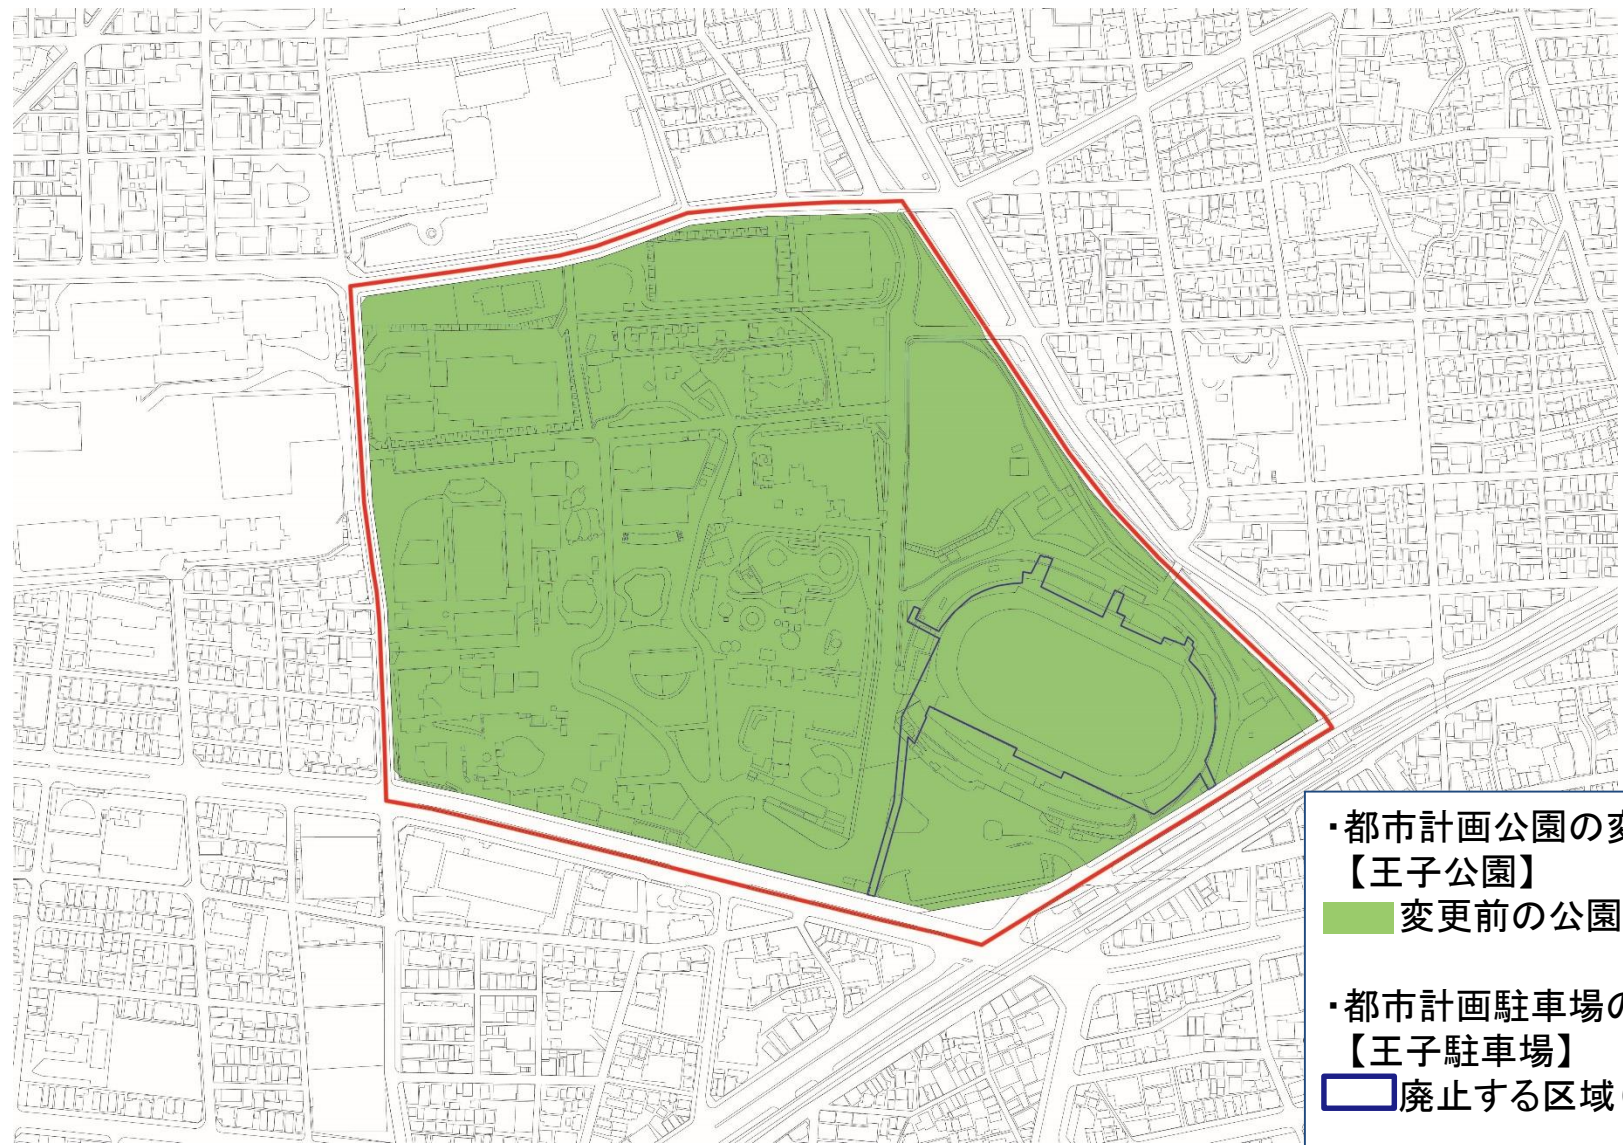 ・都市計画公園の変
【王子公園】
変更前の公園
・都市計画駐車場の
【王子駐車場】
廃止する区域